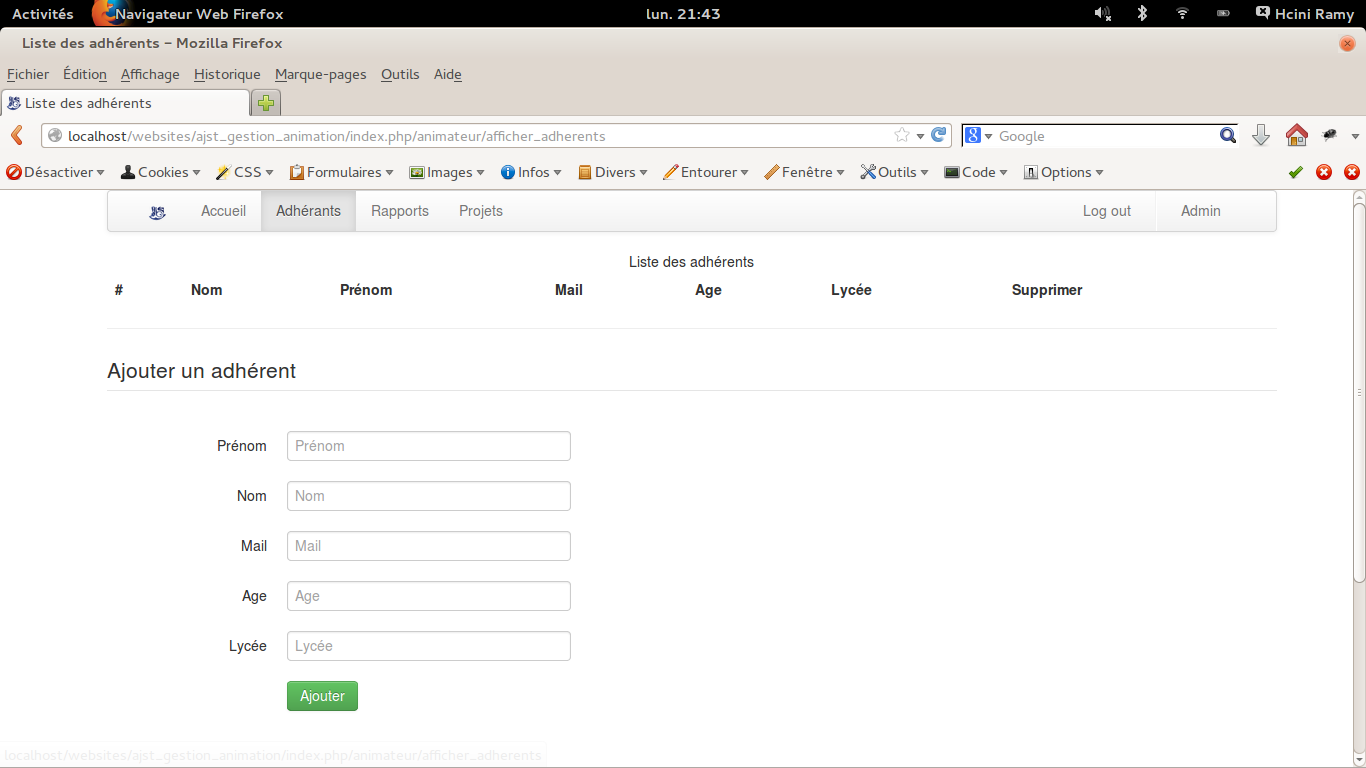 Activités Navigateur Web Firefox lun. 21:43 Hcini Ramy
Liste des adhérents - Mozilla Firefox
Fichier Édition Affichage Historique Marque-pages Outils Aide
Liste des adhérents
localhost/websites/ajst_gestion_animation/index.php/animateur/afficher_adherents Google
Désactiver Cookies CSS Formulaires Images Infos Divers Entourer Fenêtre Outils Code Options
Accueil Adhérants Rapports Projets Log out Admin
Liste des adhérents
# Nom Prénom Mail Age Lycée Supprimer
Ajouter un adhérent
Prénom Prénom
Nom Nom
Mail Mail
Age Age
Lycée Lycée
Ajouter
localhost/websites/ajst_gestion_animation/index.php/animateur/afficher_adherents